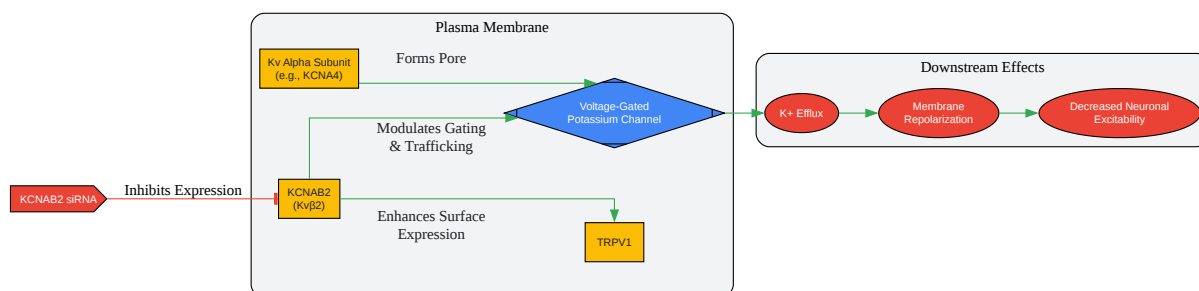 Plasma Membrane
Kv Alpha Subunit
(e.g., KCNA4)
Forms Pore
Voltage-Gated
Potassium Channel
Modulates Gating
& Trafficking
KCNAB2 siRNA
Inhibits Expression
KCNAB2
(Kvβ2)
Enhances Surface
Expression
TRPV1
Downstream Effects
K+ Efflux
Membrane
Repolarization
Decreased Neuronal
Excitability